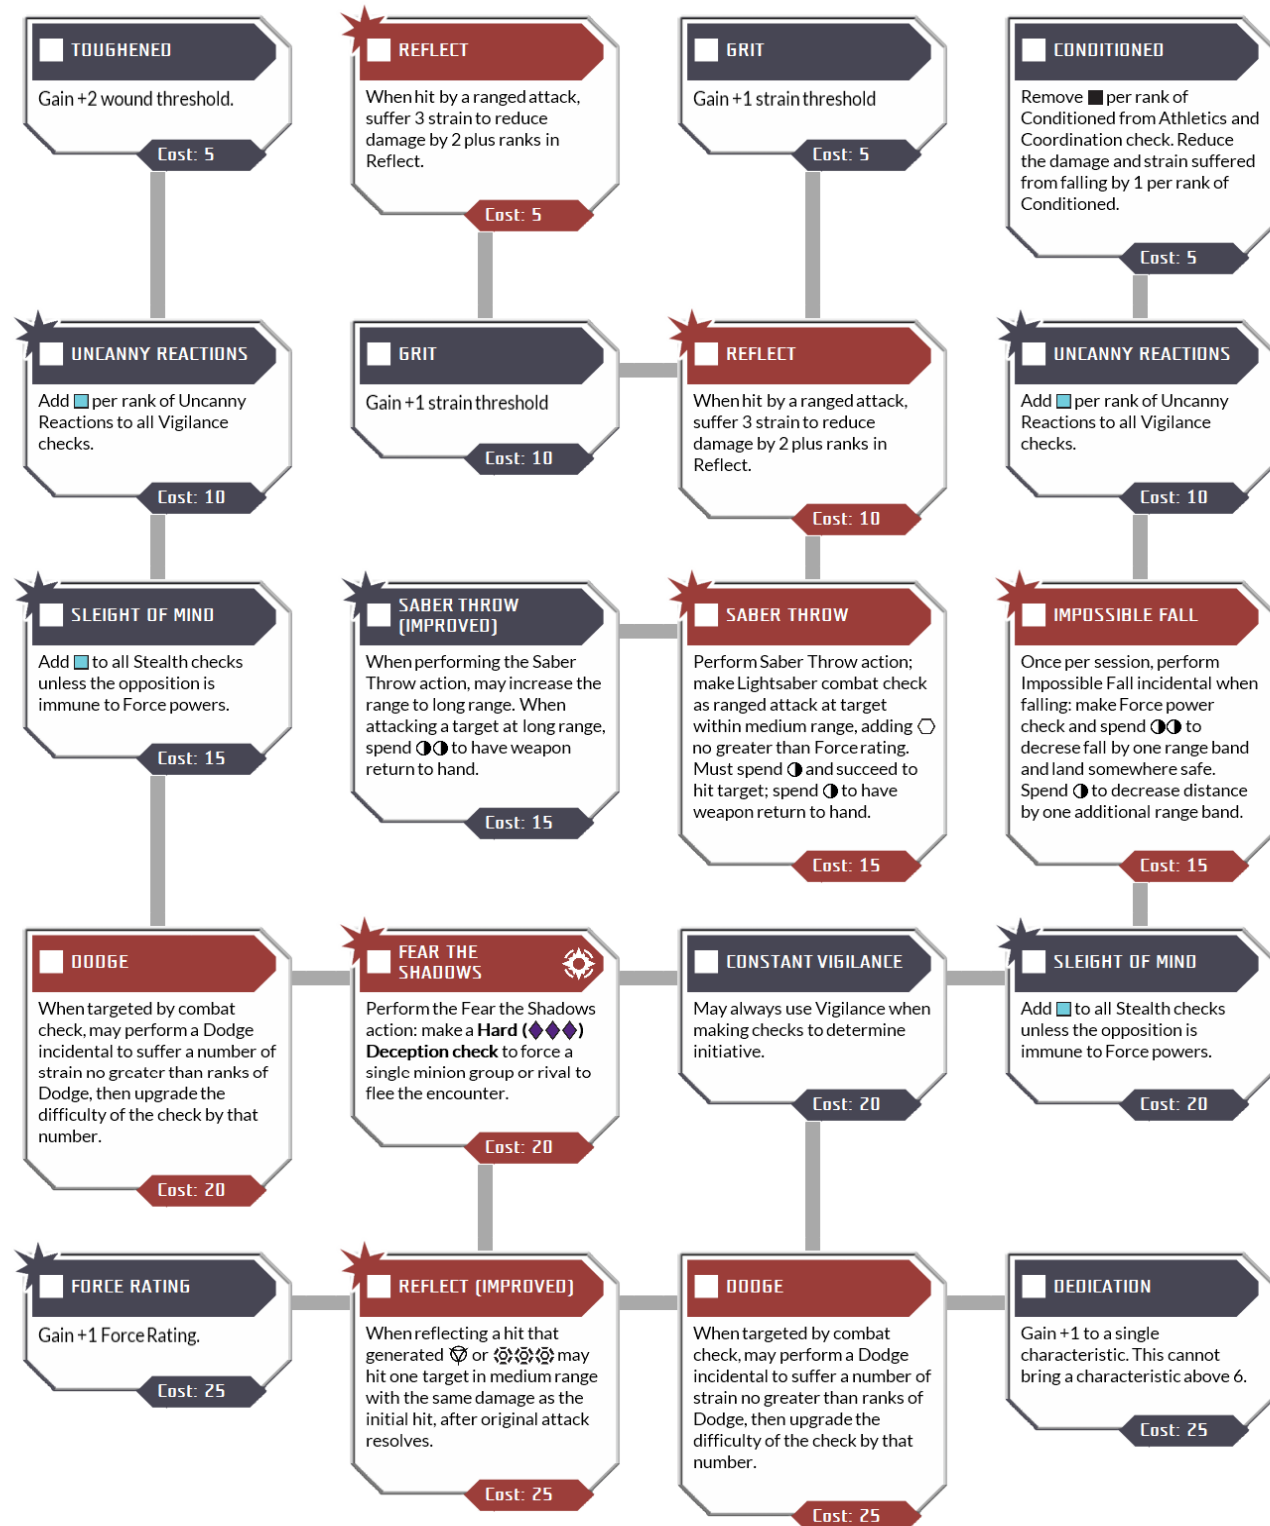 TOUGHENED
Gain +2 wound threshold.
Cost: 5
REFLECT
When hit by a ranged attack,
suffer 3 strain to reduce
damage by 2 plus ranks in
Reflect.
Cost: 5
GRIT
Gain +1 strain threshold
Cost: 5
CONDITIONED
Remove per rank of
Conditioned from Athletics and
Coordination check. Reduce
the damage and strain suffered
from falling by 1 per rank of
Conditioned.
Cost: 5
UNCANNY REACTIONS
Add per rank of Uncanny
Reactions to all Vigilance
checks.
Cost: 10
GRIT
Gain +1 strain threshold
Cost: 10
REFLECT
When hit by a ranged attack,
suffer 3 strain to reduce
damage by 2 plus ranks in
Reflect.
Cost: 10
UNCANNY REACTIONS
Add per rank of Uncanny
Reactions to all Vigilance
checks.
Cost: 10
SLEIGHT OF MIND
Add to all Stealth checks
unless the opposition is
immune to Force powers.
Cost: 15
SABER THROW
(IMPROVED)
When performing the Saber
Throw action, may increase the
range to long range. When
attacking a target at long range,
spend to have weapon
return to hand.
Cost: 15
SABER THROW
Perform Saber Throw action;
make Lightsaber combat check
as ranged attack at target
within medium range, adding
no greater than Force rating.
Must spend and succeed to
hit target; spend to have
weapon return to hand.
Cost: 15
IMPOSSIBLE FALL
Once per session, perform
Impossible Fall incidental when
falling: make Force power
check and spend to
decrese fall by one range band
and land somewhere safe.
Spend to decrease distance
by one additional range band.
Cost: 15
DODGE
When targeted by combat
check, may perform a Dodge
incidental to suffer a number of
strain no greater than ranks of
Dodge, then upgrade the
difficulty of the check by that
number.
Cost: 20
FEAR THE
SHADOWS
Perform the Fear the Shadows
action: make a Hard (◆◆◆)
Deception check to force a
single minion group or rival to
flee the encounter.
Cost: 20
CONSTANT VIGILANCE
May always use Vigilance when
making checks to determine
initiative.
Cost: 20
SLEIGHT OF MIND
Add to all Stealth checks
unless the opposition is
immune to Force powers.
Cost: 20
FORCE RATING
Gain +1 Force Rating.
Cost: 25
REFLECT (IMPROVED)
When reflecting a hit that
generated or may
hit one target in medium range
with the same damage as the
initial hit, after original attack
resolves.
Cost: 25
DODGE
When targeted by combat
check, may perform a Dodge
incidental to suffer a number of
strain no greater than ranks of
Dodge, then upgrade the
difficulty of the check by that
number.
Cost: 25
DEDICATION
Gain +1 to a single
characteristic. This cannot
bring a characteristic above 6.
Cost: 25